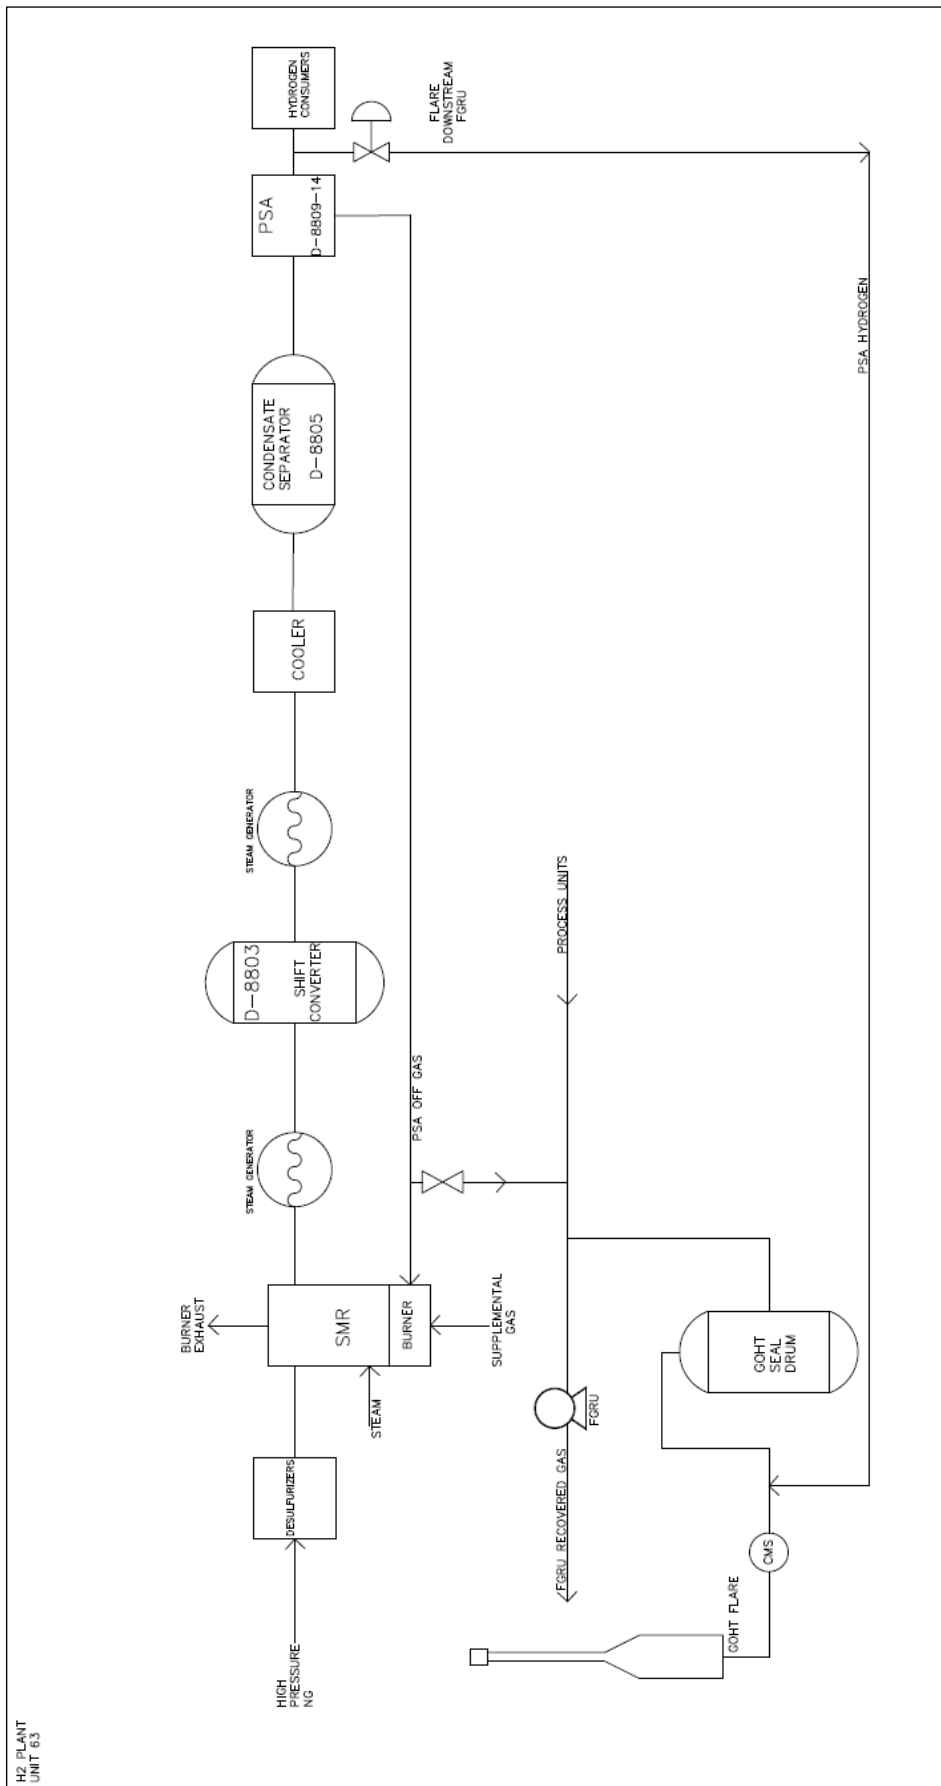 H2 PLANT
UNIT 63
HIGH
PRESSURE
NG
DESULFURIZERS
STEAM
SMR
BURNER
BURNER
EXHAUST
SUPPLEMENTAL
GAS
STEAM GENERATOR
D-8803
SHIFT
CONVERTER
STEAM GENERATOR
COOLER
CONDENSATE
SEPARATOR
D-8805
PSA
D-8809-14
HYDROGEN
CONSUMERS
FLARE
DOWNSTREAM
FGRU
PSA OFF GAS
PROCESS UNITS
FGRU
FGRU RECOVERED GAS
GOHT
SEAL
DRUM
PSA HYDROGEN
CMS
GOHT FLARE